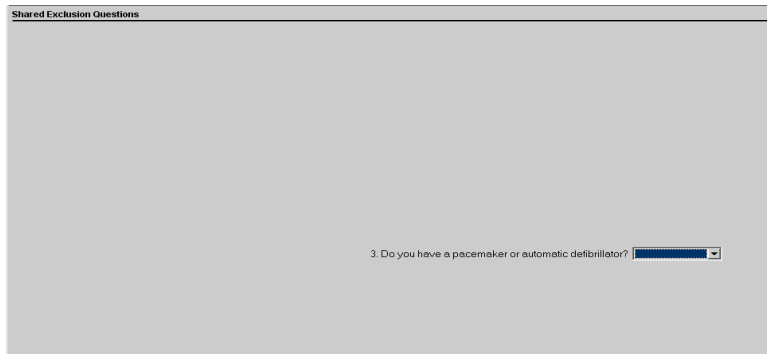 Shared Exclusion Questions
3. Do you have a pacemaker or automatic defibrillator?